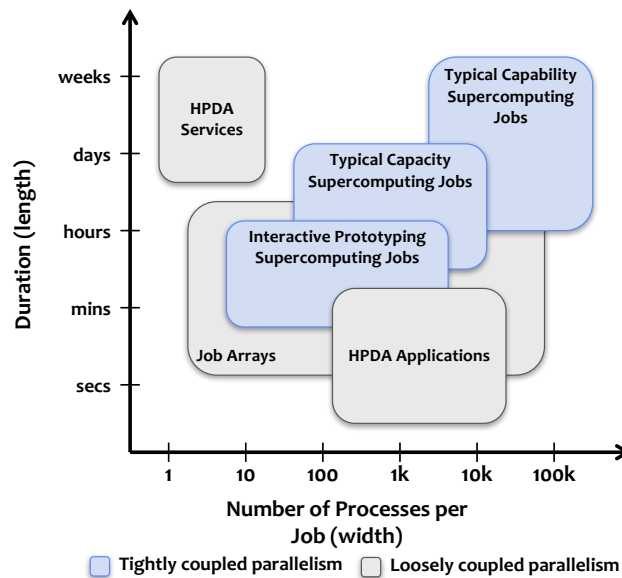 weeks
days
hours
mins
secs
Duration (length)
HPDA
Services
Typical Capability
Supercomputing
Jobs
Typical Capacity
Supercomputing Jobs
Interactive Prototyping
Supercomputing Jobs
Job Arrays
HPDA Applications
1
10
100
1k
10k
100k
Number of Processes per
Job (width)
Tightly coupled parallelism
Loosely coupled parallelism